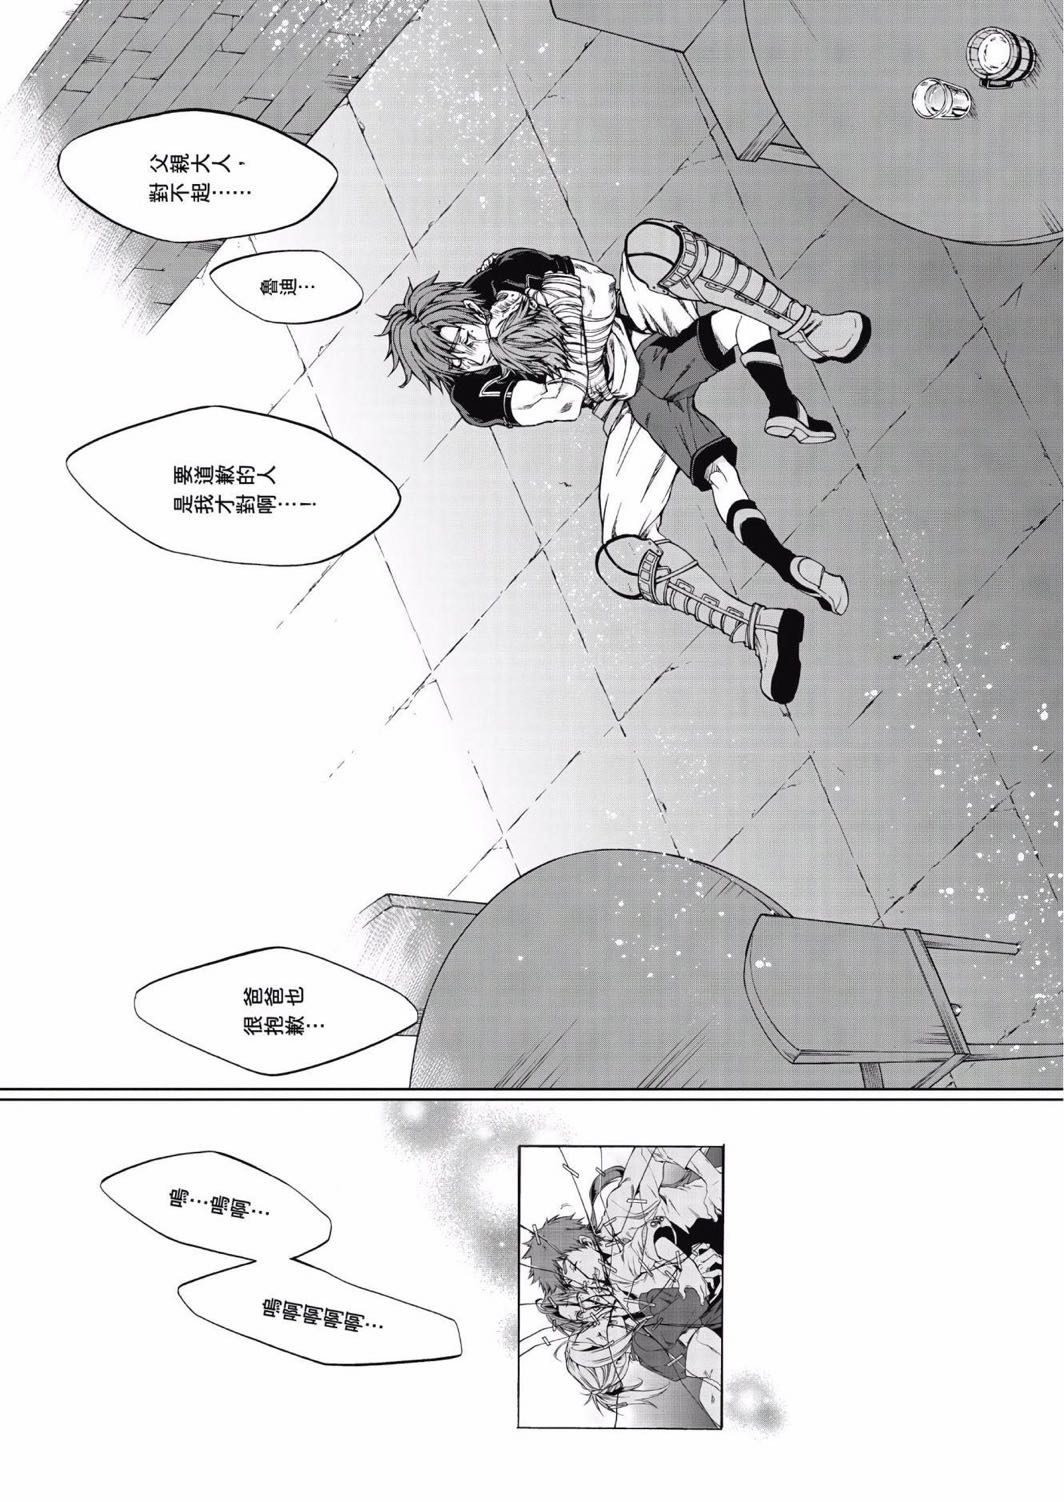 父親大人，
對不起……
魯迪…
要道歉的人
是我才對啊…！
爸爸也
很抱歉…
嗚…嗚啊…
嗚啊啊啊啊…